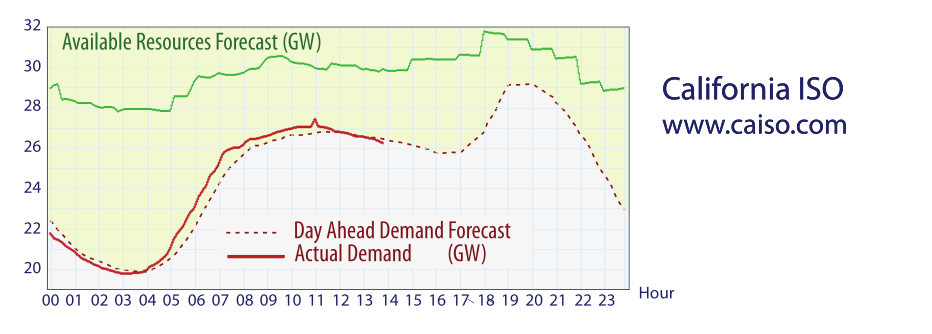 32
Available Resources Forecast (GW)
30
28
26
24
22
20
California ISO
www.caiso.com
Day Ahead Demand Forecast
Actual Demand (GW)
00 01 02 03 04 05 06 07 08 09 10 11 12 13 14 15 16 17 18 19 20 21 22 23 Hour